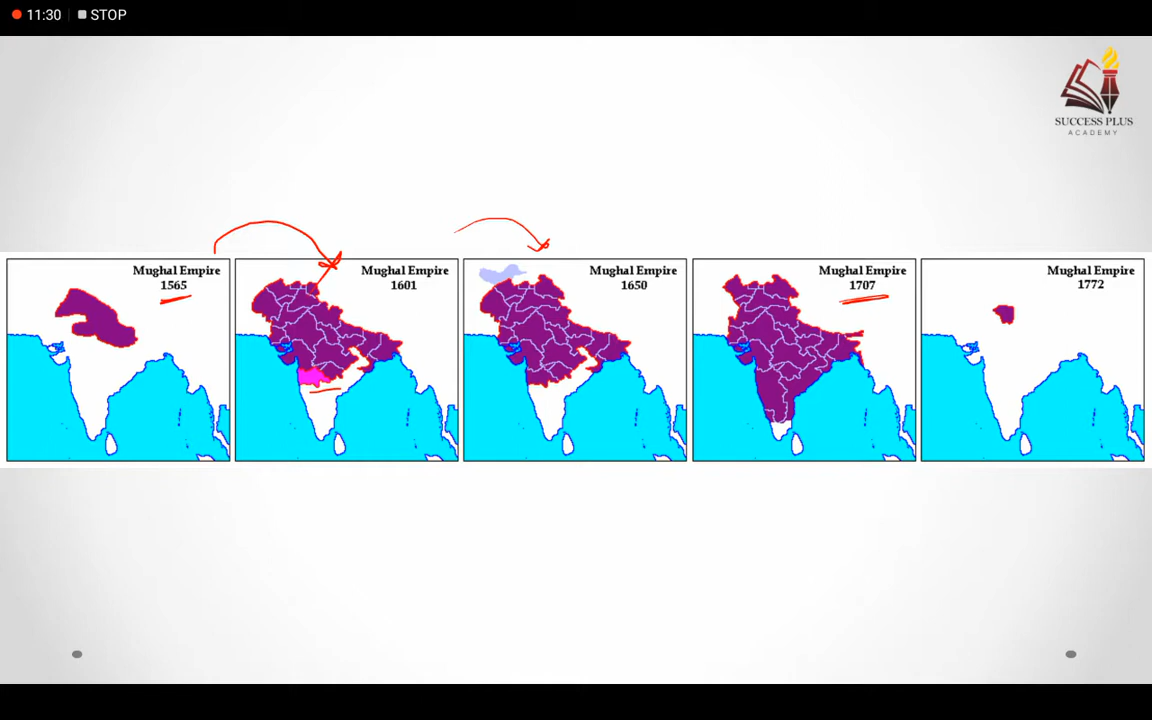 11:30 STOP
SUCCESS PLUS
ACADEMY
Mughal Empire
1565
Mughal Empire
1601
Mughal Empire
1650
Mughal Empire
1707
Mughal Empire
1772